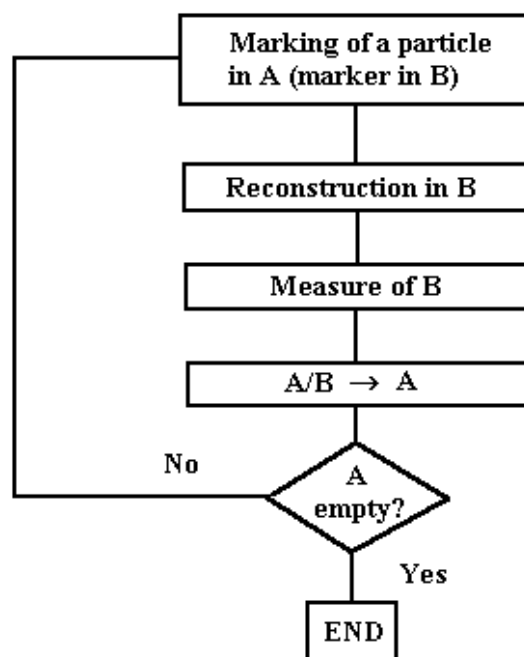 Marking of a particle
in A (marker in B)
Reconstruction in B
Measure of B
A/B → A
A
empty?
No
Yes
END